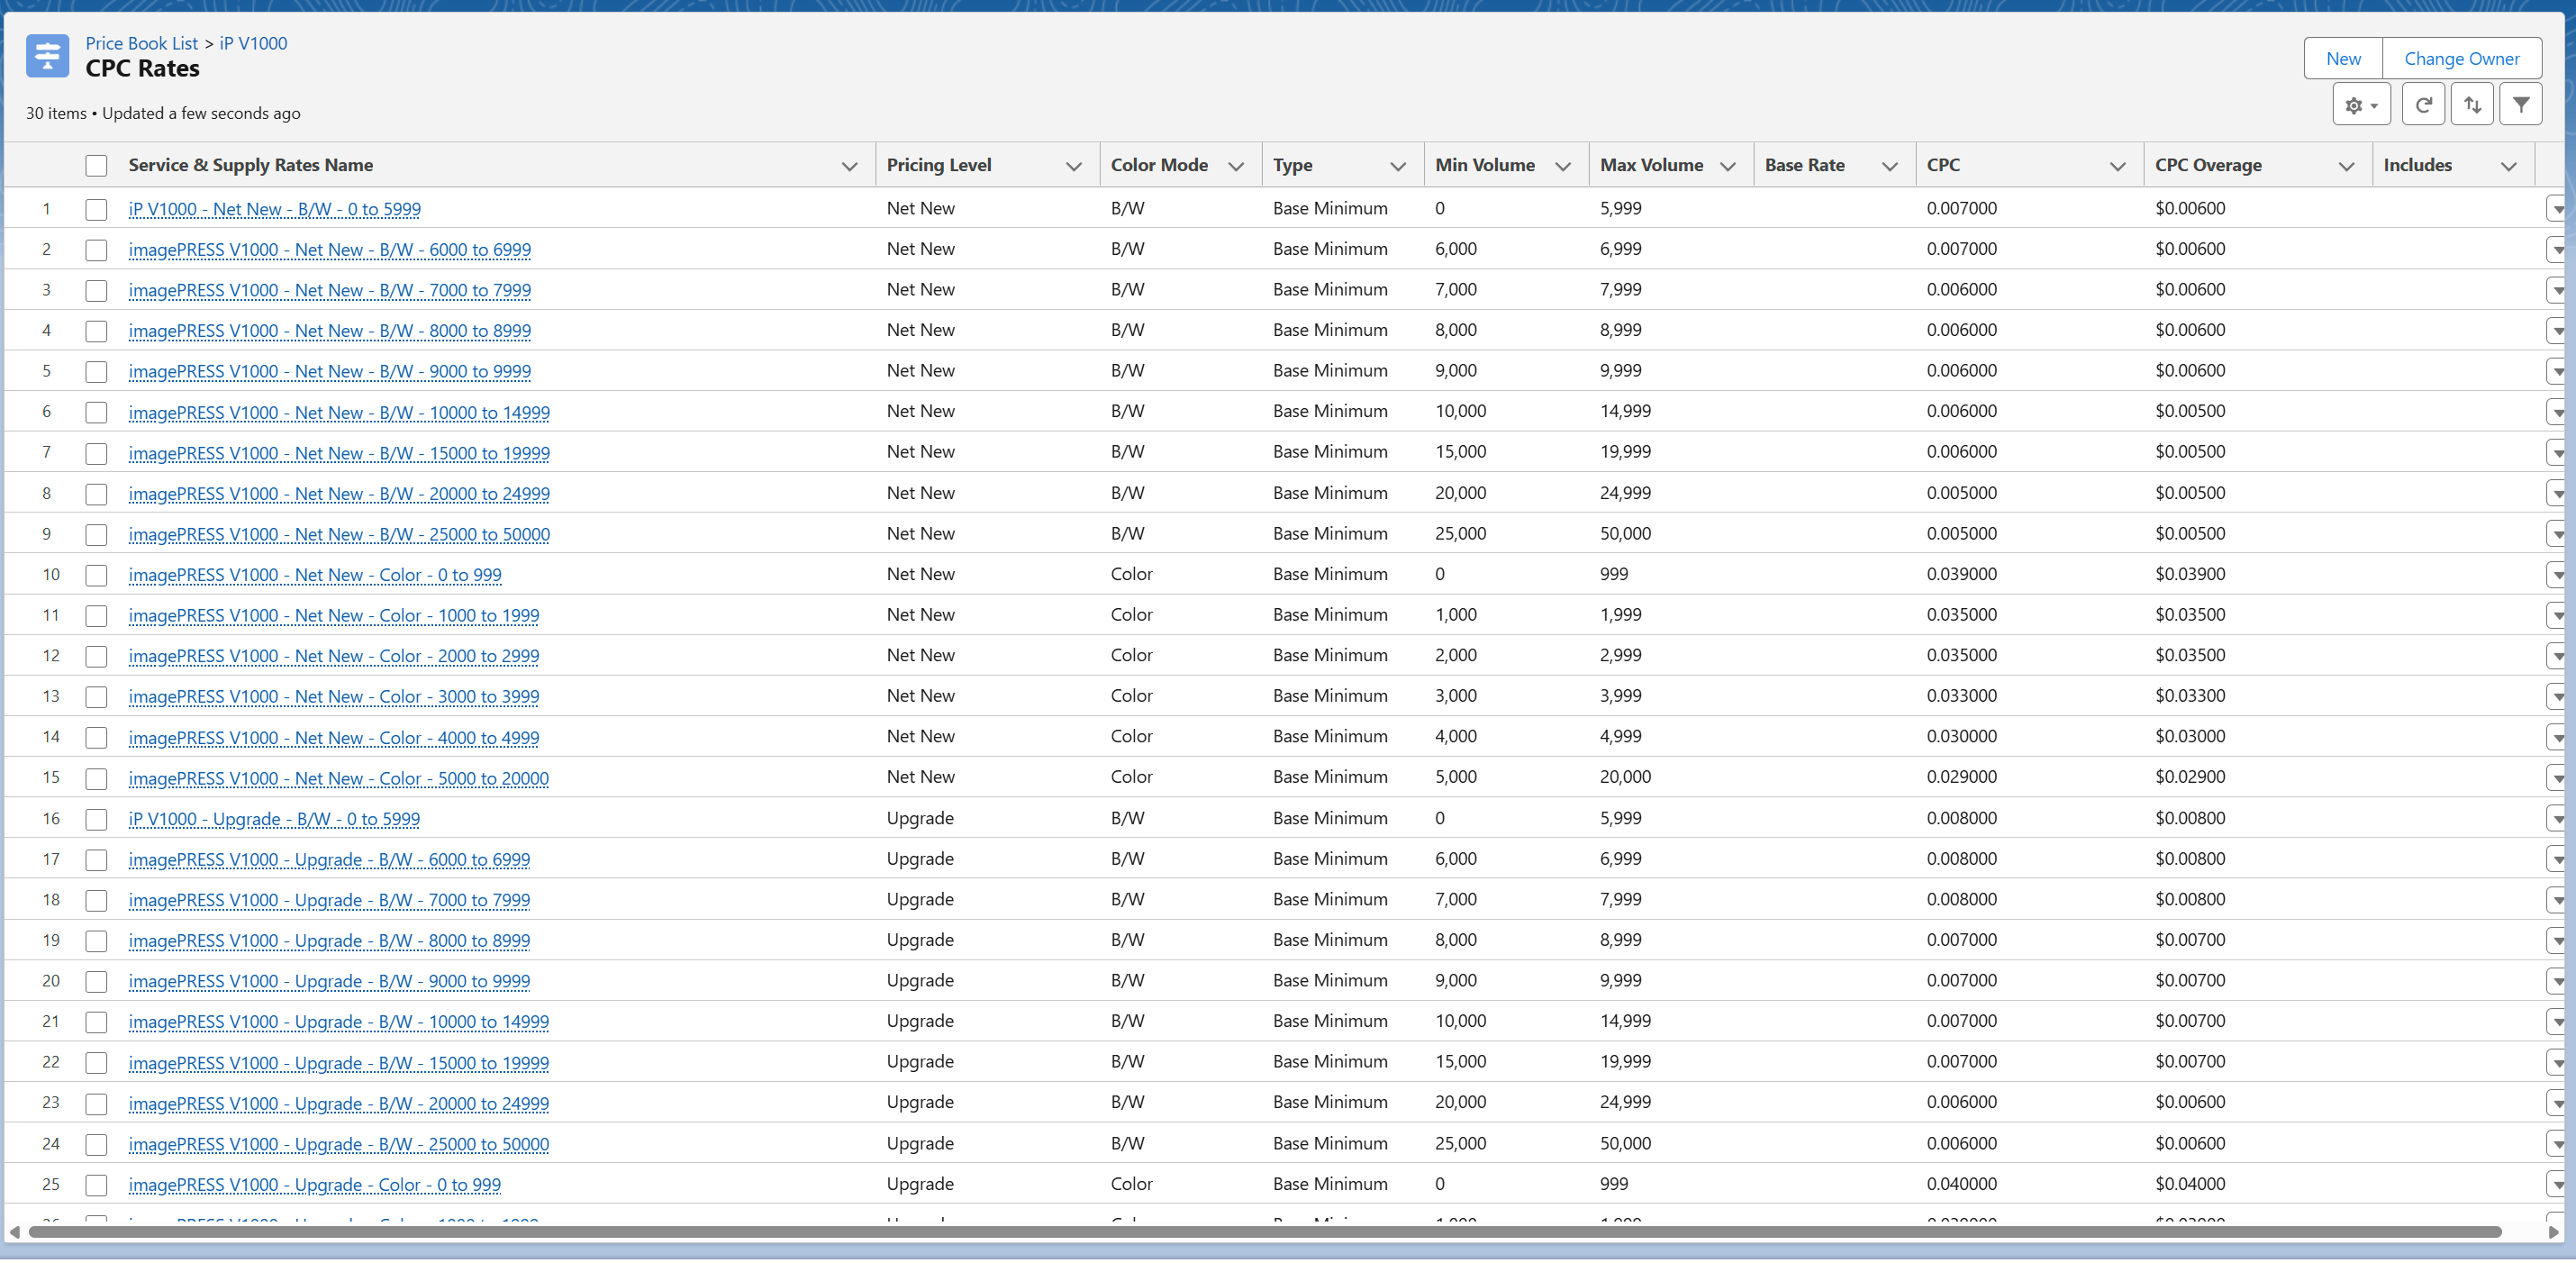 Price Book List > iP V1000
CPC Rates
New Change Owner
30 items • Updated a few seconds ago
Service & Supply Rates Name Pricing Level Color Mode Type Min Volume Max Volume Base Rate CPC CPC Overage Includes
1 iP V1000 - Net New - B/W - 0 to 5999 Net New B/W Base Minimum 0 5,999 0.007000 $0.00600
2 imagePRESS V1000 - Net New - B/W - 6000 to 6999 Net New B/W Base Minimum 6,000 6,999 0.007000 $0.00600
3 imagePRESS V1000 - Net New - B/W - 7000 to 7999 Net New B/W Base Minimum 7,000 7,999 0.006000 $0.00600
4 imagePRESS V1000 - Net New - B/W - 8000 to 8999 Net New B/W Base Minimum 8,000 8,999 0.006000 $0.00600
5 imagePRESS V1000 - Net New - B/W - 9000 to 9999 Net New B/W Base Minimum 9,000 9,999 0.006000 $0.00600
6 imagePRESS V1000 - Net New - B/W - 10000 to 14999 Net New B/W Base Minimum 10,000 14,999 0.006000 $0.00500
7 imagePRESS V1000 - Net New - B/W - 15000 to 19999 Net New B/W Base Minimum 15,000 19,999 0.006000 $0.00500
8 imagePRESS V1000 - Net New - B/W - 20000 to 24999 Net New B/W Base Minimum 20,000 24,999 0.005000 $0.00500
9 imagePRESS V1000 - Net New - B/W - 25000 to 50000 Net New B/W Base Minimum 25,000 50,000 0.005000 $0.00500
10 imagePRESS V1000 - Net New - Color - 0 to 999 Net New Color Base Minimum 0 999 0.039000 $0.03900
11 imagePRESS V1000 - Net New - Color - 1000 to 1999 Net New Color Base Minimum 1,000 1,999 0.035000 $0.03500
12 imagePRESS V1000 - Net New - Color - 2000 to 2999 Net New Color Base Minimum 2,000 2,999 0.035000 $0.03500
13 imagePRESS V1000 - Net New - Color - 3000 to 3999 Net New Color Base Minimum 3,000 3,999 0.033000 $0.03300
14 imagePRESS V1000 - Net New - Color - 4000 to 4999 Net New Color Base Minimum 4,000 4,999 0.030000 $0.03000
15 imagePRESS V1000 - Net New - Color - 5000 to 20000 Net New Color Base Minimum 5,000 20,000 0.029000 $0.02900
16 iP V1000 - Upgrade - B/W - 0 to 5999 Upgrade B/W Base Minimum 0 5,999 0.008000 $0.00800
17 imagePRESS V1000 - Upgrade - B/W - 6000 to 6999 Upgrade B/W Base Minimum 6,000 6,999 0.008000 $0.00800
18 imagePRESS V1000 - Upgrade - B/W - 7000 to 7999 Upgrade B/W Base Minimum 7,000 7,999 0.008000 $0.00800
19 imagePRESS V1000 - Upgrade - B/W - 8000 to 8999 Upgrade B/W Base Minimum 8,000 8,999 0.007000 $0.00700
20 imagePRESS V1000 - Upgrade - B/W - 9000 to 9999 Upgrade B/W Base Minimum 9,000 9,999 0.007000 $0.00700
21 imagePRESS V1000 - Upgrade - B/W - 10000 to 14999 Upgrade B/W Base Minimum 10,000 14,999 0.007000 $0.00700
22 imagePRESS V1000 - Upgrade - B/W - 15000 to 19999 Upgrade B/W Base Minimum 15,000 19,999 0.007000 $0.00700
23 imagePRESS V1000 - Upgrade - B/W - 20000 to 24999 Upgrade B/W Base Minimum 20,000 24,999 0.006000 $0.00600
24 imagePRESS V1000 - Upgrade - B/W - 25000 to 50000 Upgrade B/W Base Minimum 25,000 50,000 0.006000 $0.00600
25 imagePRESS V1000 - Upgrade - Color - 0 to 999 Upgrade Color Base Minimum 0 999 0.040000 $0.04000